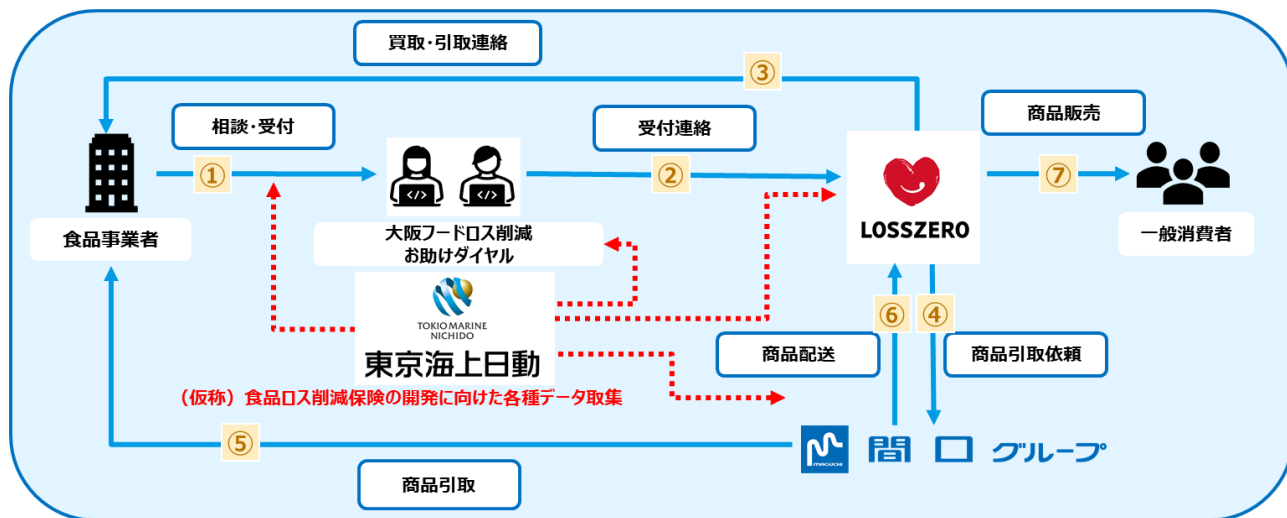 買取・引取連絡
③
相談・受付
受付連絡
商品販売
①
②
⑦
</>
</>
LOSSZERO
食品事業者
大阪フードロス削減
お助けダイヤル
一般消費者
TOKIO MARINE
NICHIDO
東京海上日動
⑥
④
商品配送
商品引取依頼
（仮称）食品ロス削減保険の開発に向けた各種データ取集
⑤
MAGUCHI
間口グループ
商品引取